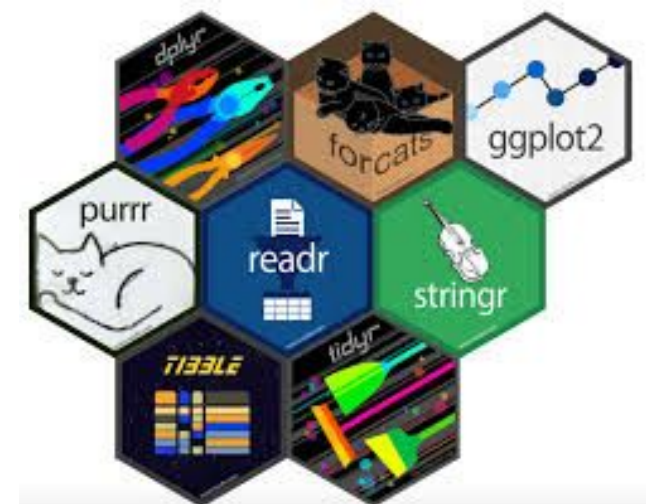 dplyr
forcats
ggplot2
purrr
readr
stringr
TIBBLE
tidyr